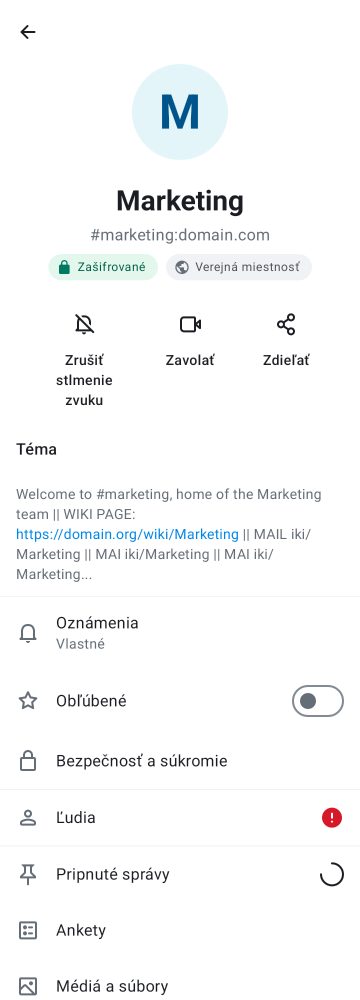 M
Marketing
#marketing:domain.com
Zašifrované
Verejná miestnosť
Zrušiť
stlmenie
zvuku
Zavolať
Zdieľať
Téma
Welcome to #marketing, home of the Marketing
team || WIKI PAGE:
https://domain.org/wiki/Marketing || MAIL iki/
Marketing || MAI iki/Marketing || MAI iki/
Marketing...
Oznámenia
Vlastné
Obľúbené
Bezpečnosť a súkromie
Ľudia
Pripnuté správy
Ankety
Médiá a súbory